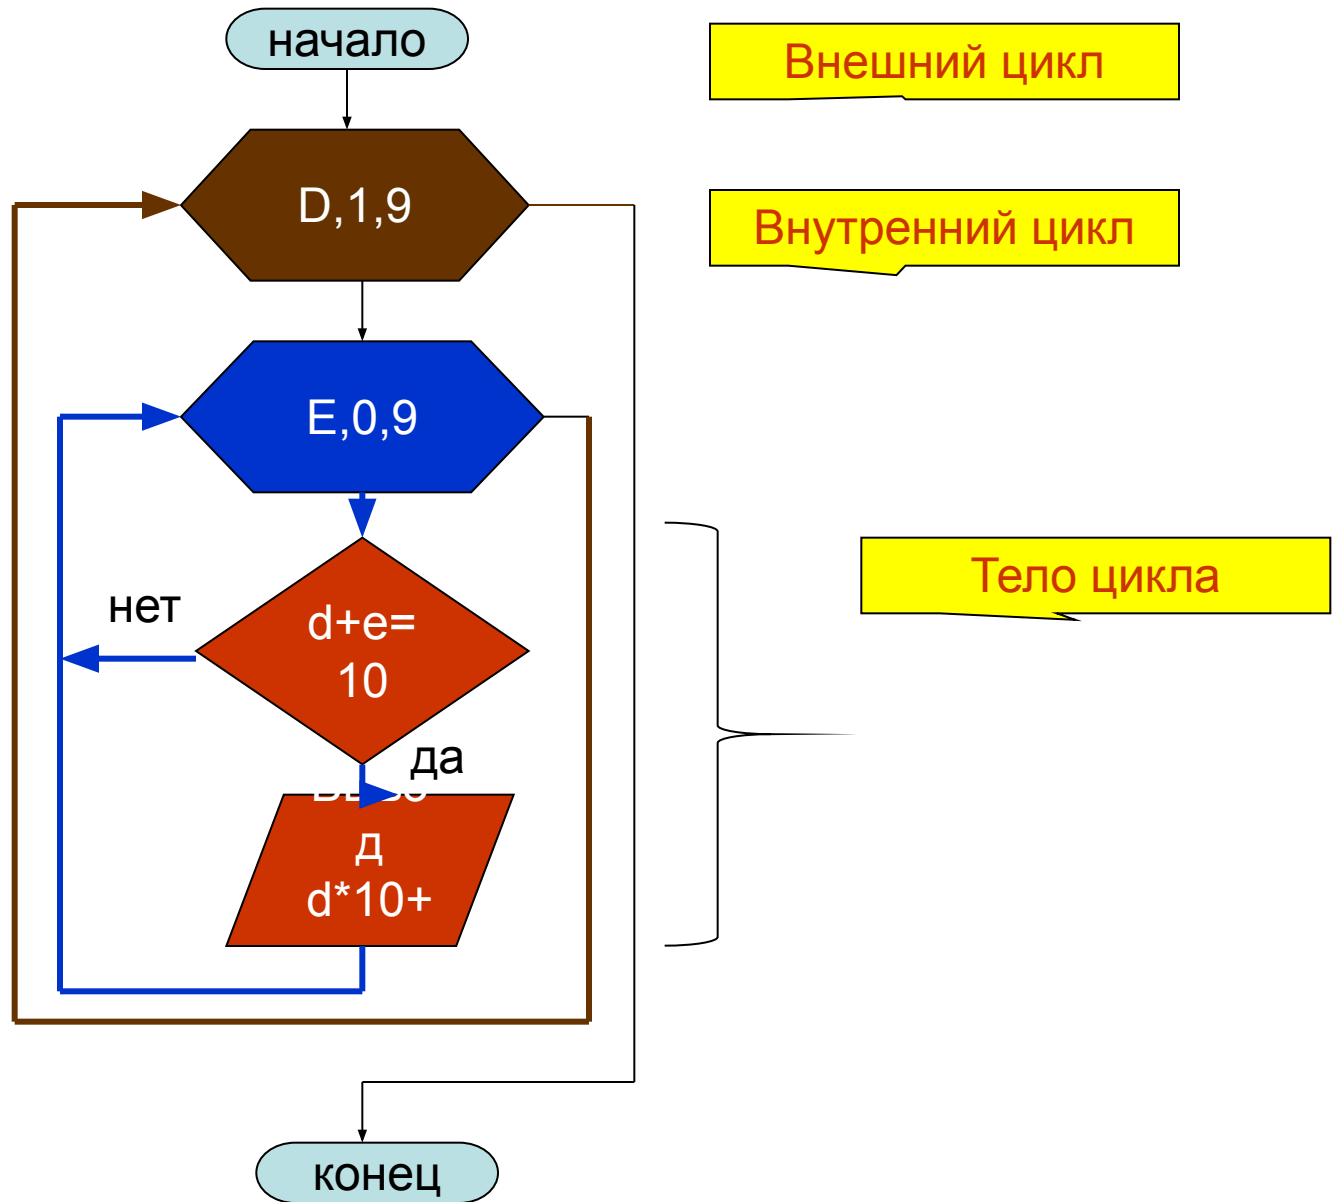 начало
Внешний цикл
D,1,9
Внутренний цикл
E,0,9
Тело цикла
нет
d+e=
10
да
д
d*10+
конец